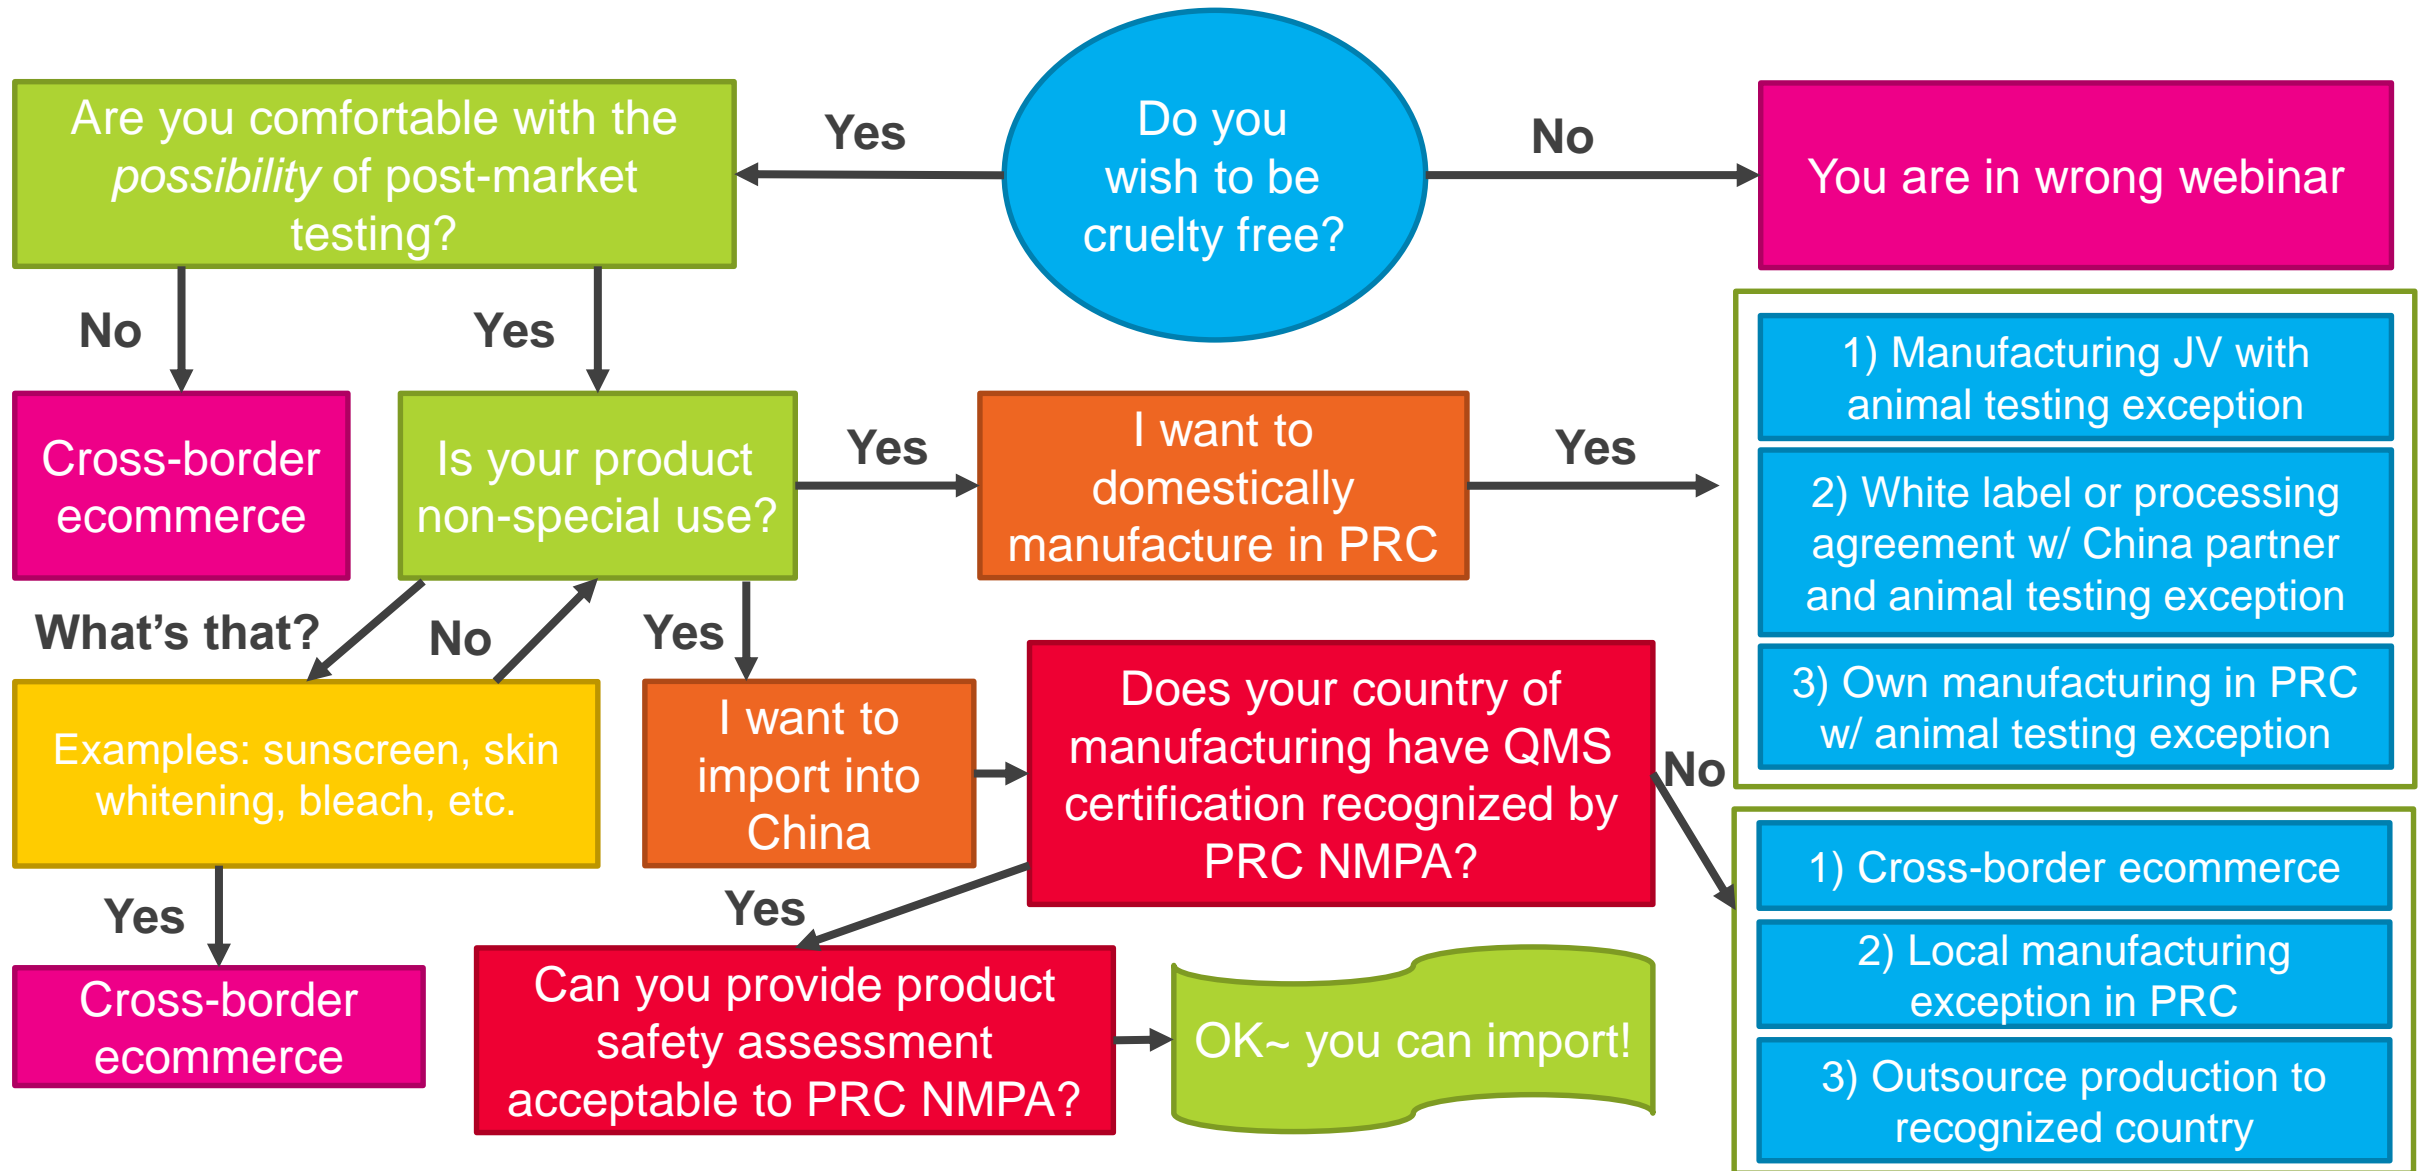 Do you
wish to be
cruelty free?
Yes
No
You are in wrong webinar
Are you comfortable with the
possibility of post-market
testing?
No
Yes
Cross-border
ecommerce
Is your product
non-special use?
Yes
I want to
domestically
manufacture in PRC
Yes
1) Manufacturing JV with
animal testing exception
2) White label or processing
agreement w/ China partner
and animal testing exception
3) Own manufacturing in PRC
w/ animal testing exception
What's that?
No
Yes
Examples: sunscreen, skin
whitening, bleach, etc.
Yes
Cross-border
ecommerce
I want to
import into
China
Does your country of
manufacturing have QMS
certification recognized by
PRC NMPA?
No
1) Cross-border ecommerce
2) Local manufacturing
exception in PRC
3) Outsource production to
recognized country
Yes
Can you provide product
safety assessment
acceptable to PRC NMPA?
OK~ you can import!